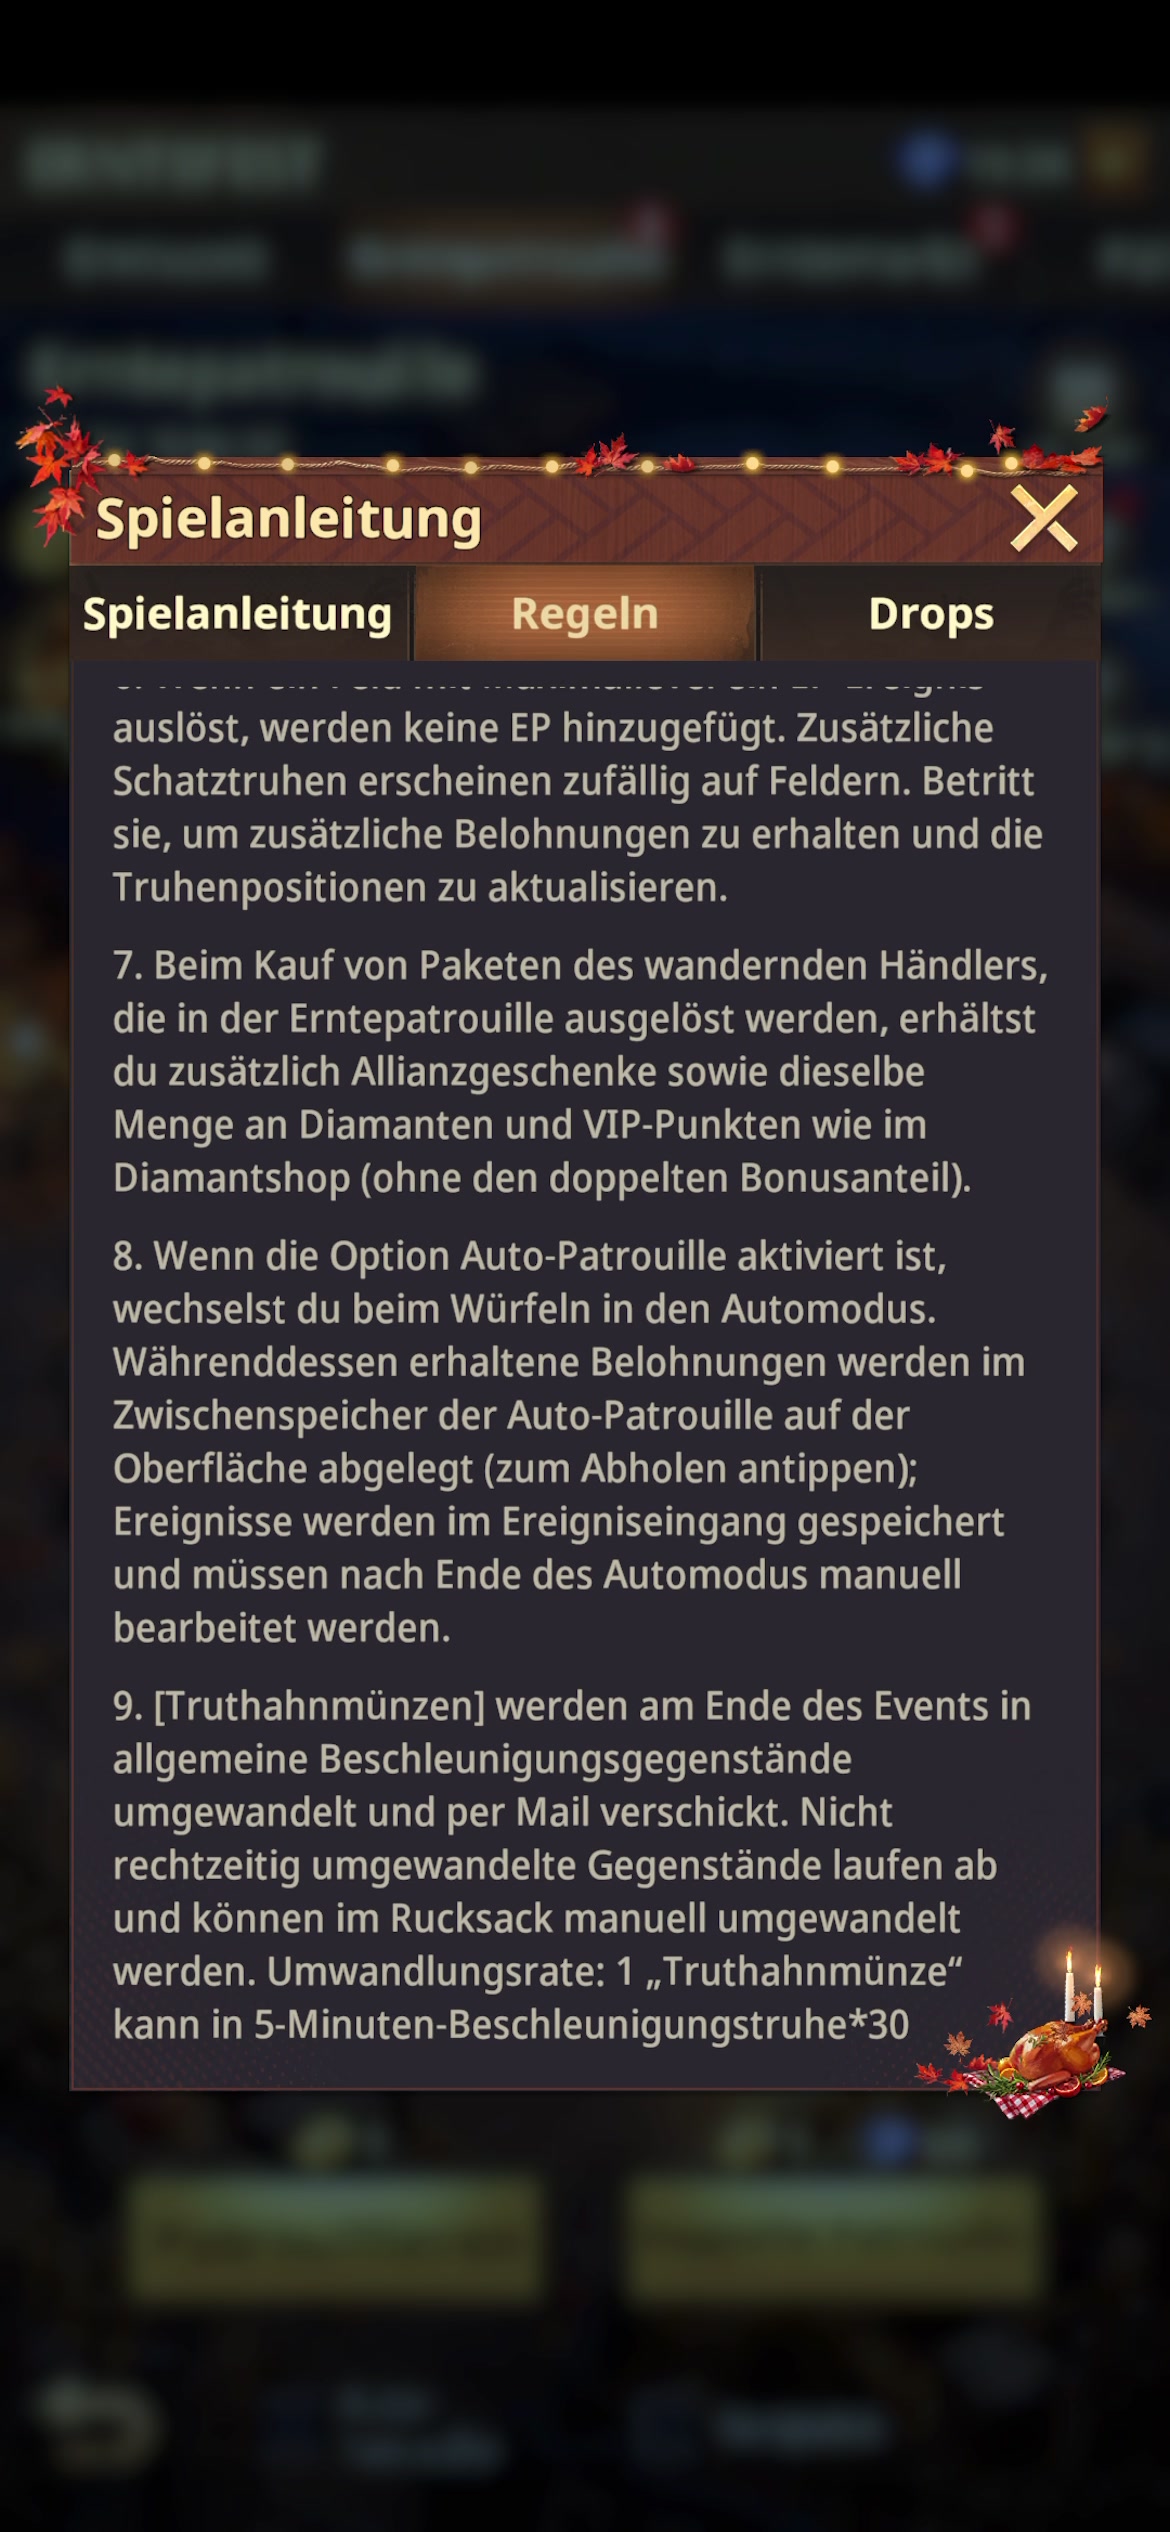 Spielanleitung
Spielanleitung
Regeln
Drops
auslöst, werden keine EP hinzugefügt. Zusätzliche
Schatztruhen erscheinen zufällig auf Feldern. Betritt
sie, um zusätzliche Belohnungen zu erhalten und die
Truhenpositionen zu aktualisieren.
7. Beim Kauf von Paketen des wandernden Händlers,
die in der Erntepatrouille ausgelöst werden, erhältst
du zusätzlich Allianzgeschenke sowie dieselbe
Menge an Diamanten und VIP-Punkten wie im
Diamantshop (ohne den doppelten Bonusanteil).
8. Wenn die Option Auto-Patrouille aktiviert ist,
wechselst du beim Würfeln in den Automodus.
Währenddessen erhaltene Belohnungen werden im
Zwischenspeicher der Auto-Patrouille auf der
Oberfläche abgelegt (zum Abholen antippen);
Ereignisse werden im Ereigniseingang gespeichert
und müssen nach Ende des Automodus manuell
bearbeitet werden.
9. [Truthahnmünzen] werden am Ende des Events in
allgemeine Beschleunigungsgegenstände
umgewandelt und per Mail verschickt. Nicht
rechtzeitig umgewandelte Gegenstände laufen ab
und können im Rucksack manuell umgewandelt
werden. Umwandlungsrate: 1 „Truthahnmünze“
kann in 5-Minuten-Beschleunigungstruhe*30